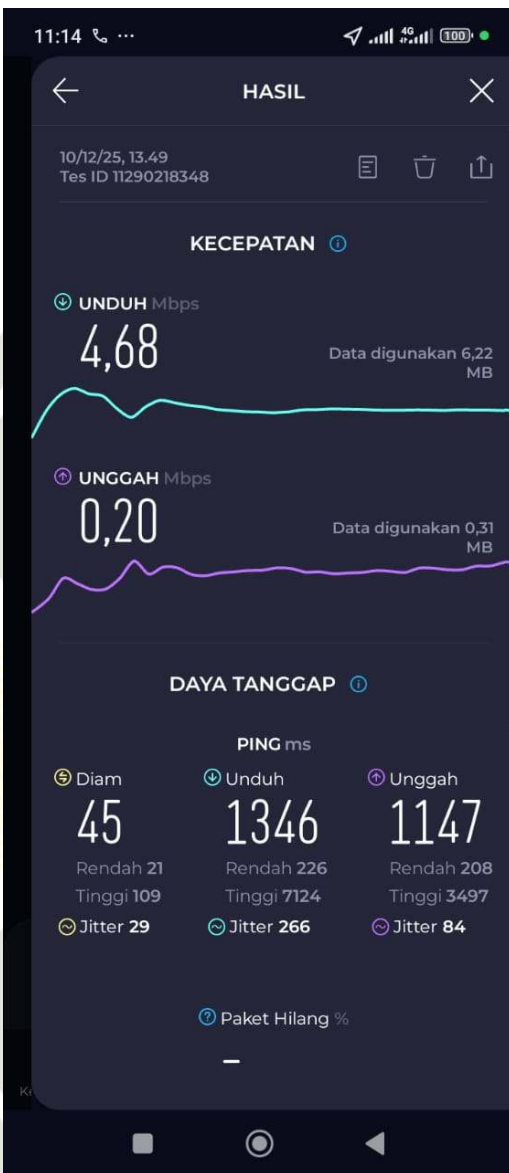 11:14
4G
100
HASIL
10/12/25, 13.49
Tes ID 11290218348
KECEPATAN
UNDUH Mbps
4,68
Data digunakan 6,22
MB
UNGGAH Mbps
0,20
Data digunakan 0,31
MB
DAYA TANGGAP
PING ms
Diam Unduh Unggah
45 1346 1147
Rendah 21 Rendah 226 Rendah 208
Tinggi 109 Tinggi 7124 Tinggi 3497
Jitter 29 Jitter 266 Jitter 84
Paket Hilang %
–